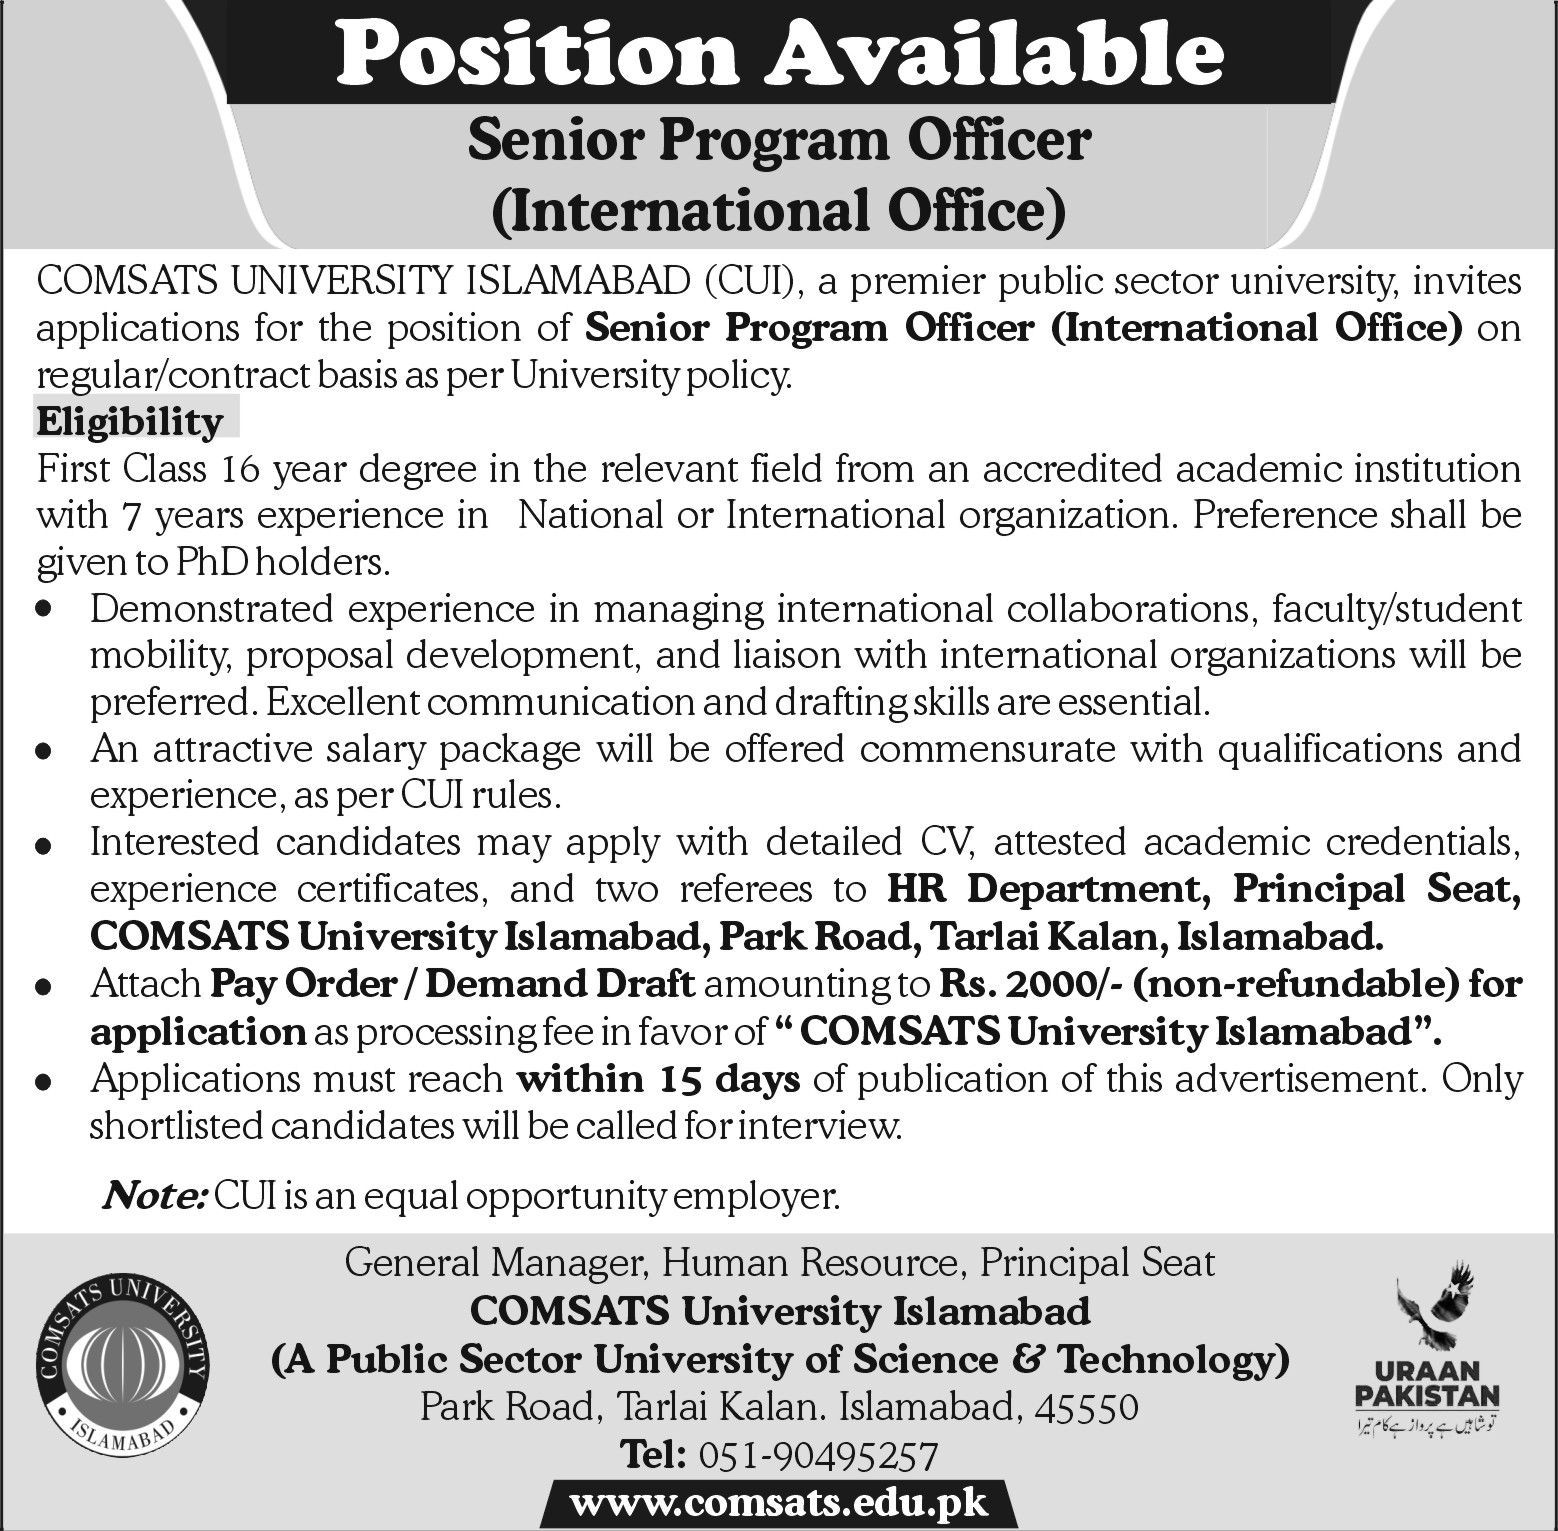 Position Available
Senior Program Officer
(International Office)
COMSATS UNIVERSITY ISLAMABAD (CUI), a premier public sector university, invites
applications for the position of Senior Program Officer (International Office) on
regular/contract basis as per University policy.
Eligibility
First Class 16 year degree in the relevant field from an accredited academic institution
with 7 years experience in National or International organization. Preference shall be
given to PhD holders.
• Demonstrated experience in managing international collaborations, faculty/student
mobility, proposal development, and liaison with international organizations will be
preferred. Excellent communication and drafting skills are essential.
• An attractive salary package will be offered commensurate with qualifications and
experience, as per CUI rules.
• Interested candidates may apply with detailed CV, attested academic credentials,
experience certificates, and two referees to HR Department, Principal Seat,
COMSATS University Islamabad, Park Road, Tarlai Kalan, Islamabad.
• Attach Pay Order / Demand Draft amounting to Rs. 2000/- (non-refundable) for
application as processing fee in favor of “ COMSATS University Islamabad”.
• Applications must reach within 15 days of publication of this advertisement. Only
shortlisted candidates will be called for interview.
Note: CUI is an equal opportunity employer.
General Manager, Human Resource, Principal Seat
COMSATS University Islamabad
(A Public Sector University of Science & Technology)
Park Road, Tarlai Kalan. Islamabad, 45550
Tel: 051-90495257
www.comsats.edu.pk
COMSATS UNIVERSITY
• ISLAMABAD •
URAAN
PAKISTAN
تو شاہیں ہے پرواز ہے کام تیرا